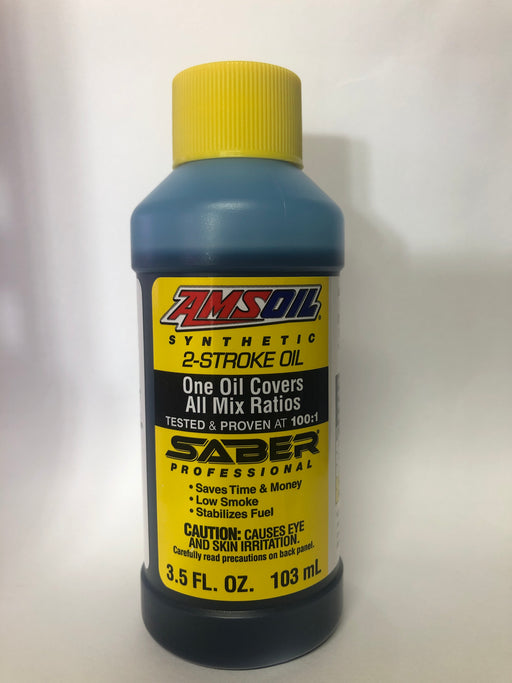 AMSOIL
SYNTHETIC
2-STROKE OIL
One Oil Covers
All Mix Ratios
TESTED & PROVEN AT 100:1
SABER®
PROFESSIONAL
• Saves Time & Money
• Low Smoke
• Stabilizes Fuel
CAUTION: CAUSES EYE
AND SKIN IRRITATION.
Carefully read precautions on back panel.
3.5 FL. OZ. 103 mL